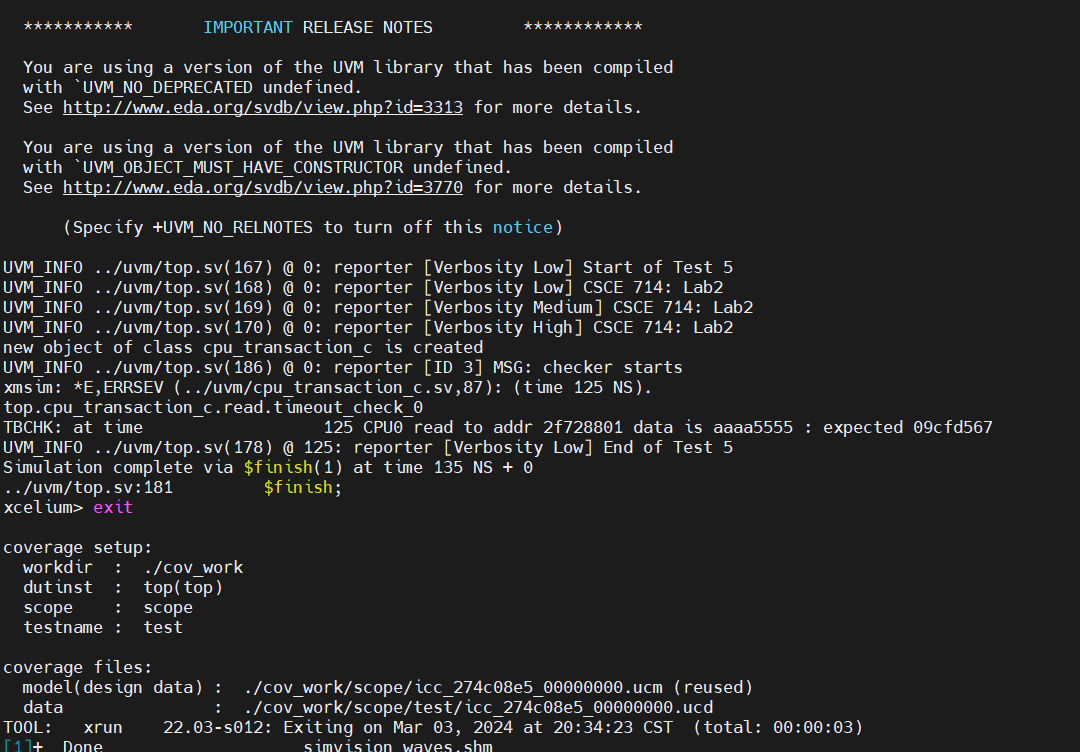 *********** IMPORTANT RELEASE NOTES ************
You are using a version of the UVM library that has been compiled
with `UVM_NO_DEPRECATED undefined.
See http://www.eda.org/svdb/view.php?id=3313 for more details.
You are using a version of the UVM library that has been compiled
with `UVM_OBJECT_MUST_HAVE_CONSTRUCTOR undefined.
See http://www.eda.org/svdb/view.php?id=3770 for more details.
(Specify +UVM_NO_RELNOTES to turn off this notice)
UVM_INFO ../uvm/top.sv(167) @ 0: reporter [Verbosity Low] Start of Test 5
UVM_INFO ../uvm/top.sv(168) @ 0: reporter [Verbosity Low] CSCE 714: Lab2
UVM_INFO ../uvm/top.sv(169) @ 0: reporter [Verbosity Medium] CSCE 714: Lab2
UVM_INFO ../uvm/top.sv(170) @ 0: reporter [Verbosity High] CSCE 714: Lab2
new object of class cpu_transaction_c is created
UVM_INFO ../uvm/top.sv(186) @ 0: reporter [ID 3] MSG: checker starts
xmsim: *E,ERRSEV (../uvm/cpu_transaction_c.sv,87): (time 125 NS).
top.cpu_transaction_c.read.timeout_check_0
TBCHK: at time 125 CPU0 read to addr 2f728801 data is aaaa5555 : expected 09cfd567
UVM_INFO ../uvm/top.sv(178) @ 125: reporter [Verbosity Low] End of Test 5
Simulation complete via $finish(1) at time 135 NS + 0
../uvm/top.sv:181 $finish;
xcelium> exit
coverage setup:
workdir : ./cov_work
dutinst : top(top)
scope : scope
testname : test
coverage files:
model(design data) : ./cov_work/scope/icc_274c08e5_00000000.ucm (reused)
data : ./cov_work/scope/test/icc_274c08e5_00000000.ucd
TOOL: xrun 22.03-s012: Exiting on Mar 03, 2024 at 20:34:23 CST (total: 00:00:03)
[1]+ Done simvision waves.shm